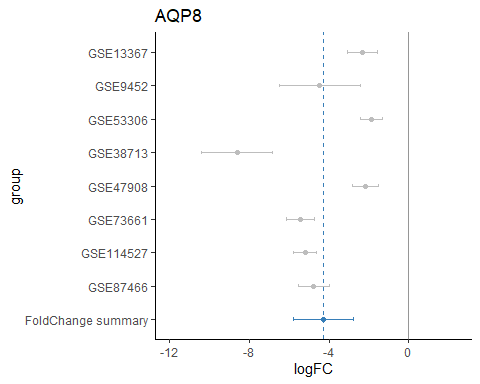 AQP8
group
GSE13367
GSE9452
GSE53306
GSE38713
GSE47908
GSE73661
GSE114527
GSE87466
FoldChange summary
-12 -8 -4 0
logFC